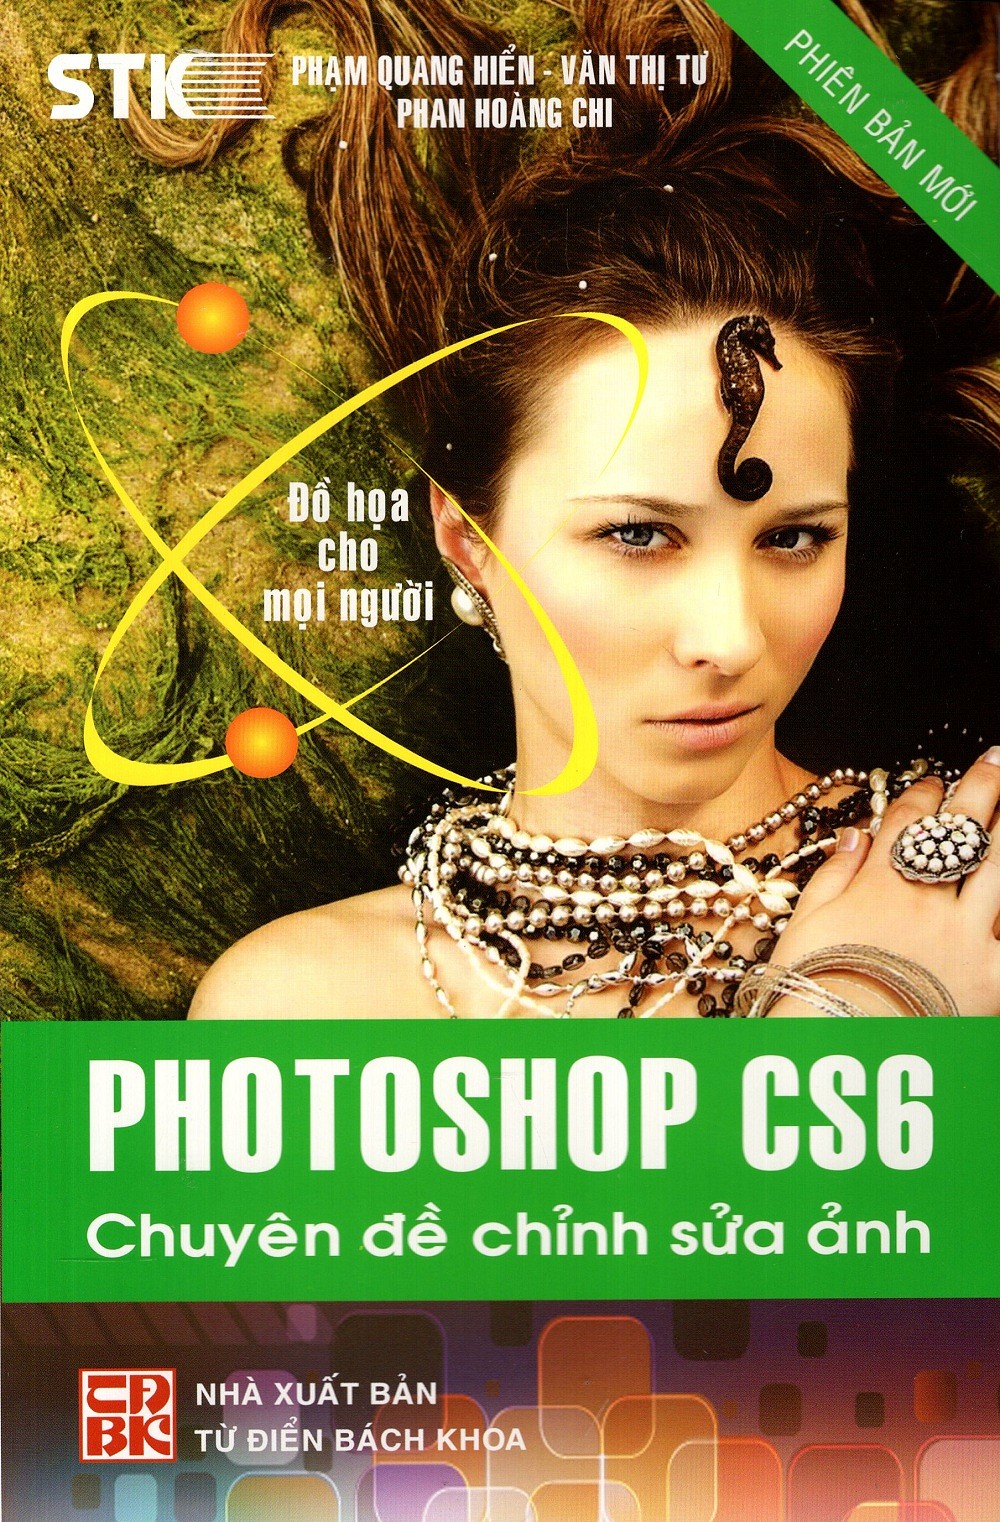 STK
PHẠM QUANG HIỂN - VĂN THỊ TƯ
PHAN HOÀNG CHI
PHIÊN BẢN MỚI
Đồ họa
cho
mọi người
PHOTOSHOP CS6
Chuyên đề chỉnh sửa ảnh
NHÀ XUẤT BẢN
TỪ ĐIỂN BÁCH KHOA